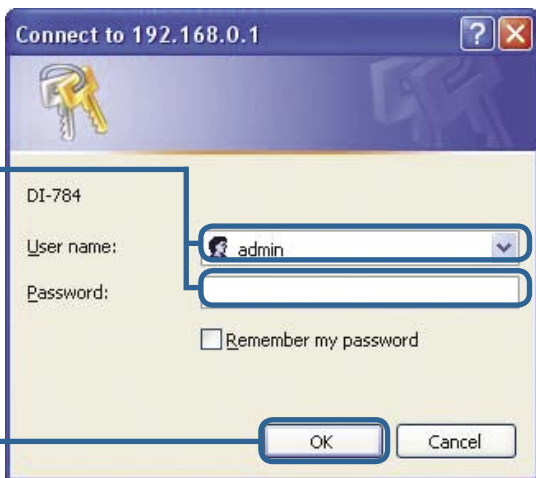 Connect to 192.168.0.1
DI-784
User name:
admin
Password:
Remember my password
OK
Cancel